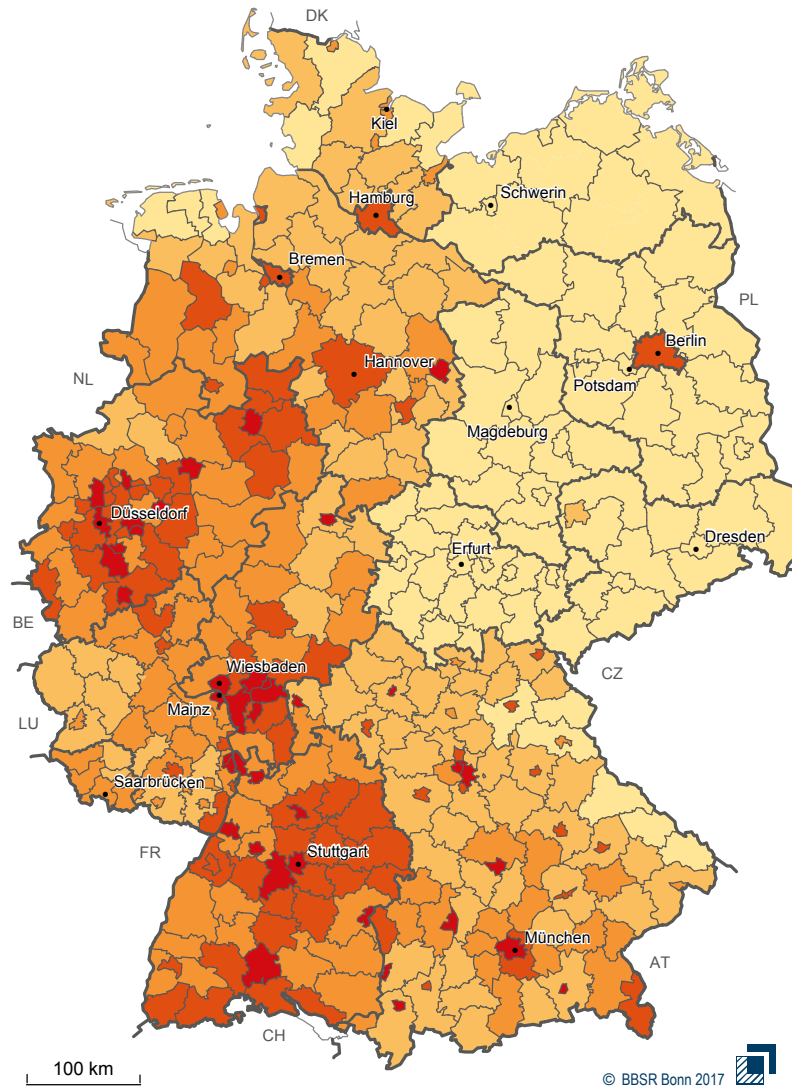 DK
Kiel
Hamburg
Schwerin
Bremen
PL
Berlin
Hannover
NL
Potsdam
Magdeburg
Düsseldorf
Dresden
Erfurt
BE
Wiesbaden
CZ
Mainz
LU
Saarbrücken
FR
Stuttgart
München
AT
CH
100 km
© BBSR Bonn 2017